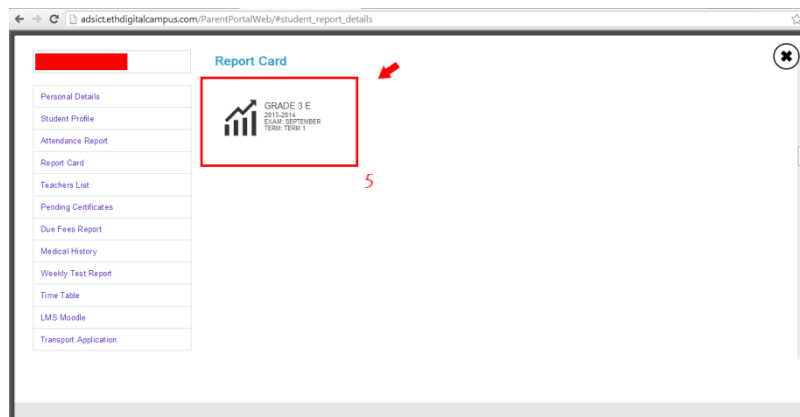 adsict.ethdigitalcampus.com/ParentPortalWeb/#student_report_details
Report Card
Personal Details
Student Profile
Attendance Report
Report Card
Teachers List
Pending Certificates
Due Fees Report
Medical History
Weekly Test Report
Time Table
LMS Moodle
Transport Application
GRADE 3 E
2013-2014
EXAM: SEPTEMBER
TERM: TERM 1
5